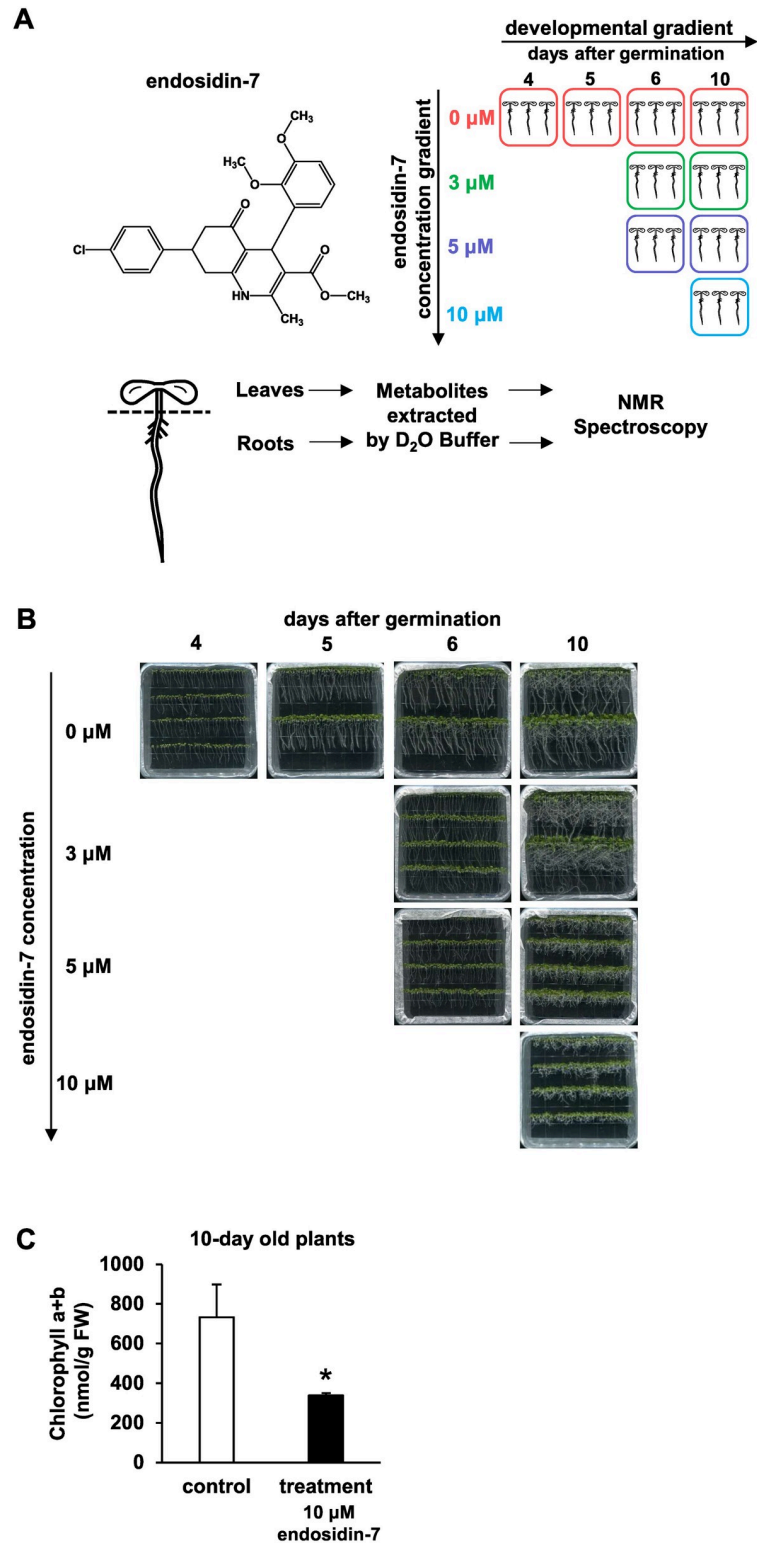 A
endosidin-7
CH₃
O
H₃C
O
O
Cl
O
O
HN
CH₃
CH₃
developmental gradient
days after germination
4 5 6 10
endosidin-7
concentration gradient
0 µM
3 µM
5 µM
10 µM
Leaves
Roots
Metabolites
extracted
by D₂O Buffer
NMR
Spectroscopy
B
days after germination
4 5 6 10
endosidin-7 concentration
0 µM
3 µM
5 µM
10 µM
C
10-day old plants
Chlorophyll a+b
(nmol/g FW)
1000
800
600
400
200
0
*
control treatment
10 µM
endosidin-7